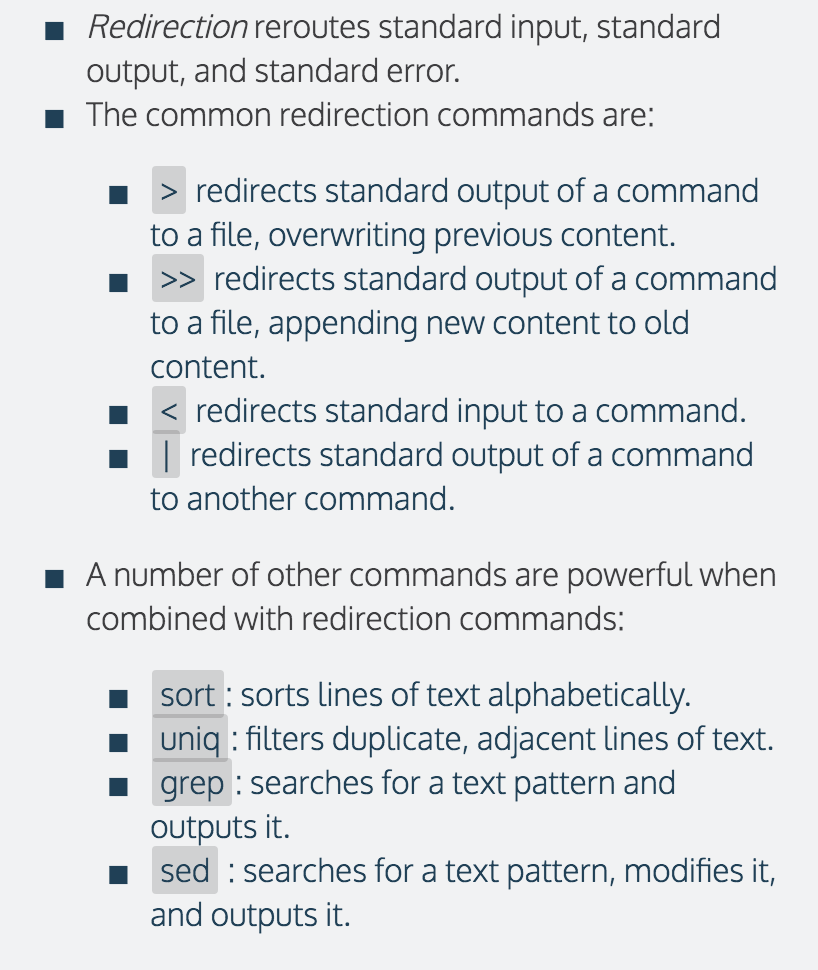 ■ Redirection reroutes standard input, standard
output, and standard error.
■ The common redirection commands are:
■ > redirects standard output of a command
to a file, overwriting previous content.
■ >> redirects standard output of a command
to a file, appending new content to old
content.
■ < redirects standard input to a command.
■ | redirects standard output of a command
to another command.
■ A number of other commands are powerful when
combined with redirection commands:
■ sort : sorts lines of text alphabetically.
■ uniq : filters duplicate, adjacent lines of text.
■ grep : searches for a text pattern and
outputs it.
■ sed : searches for a text pattern, modifies it,
and outputs it.